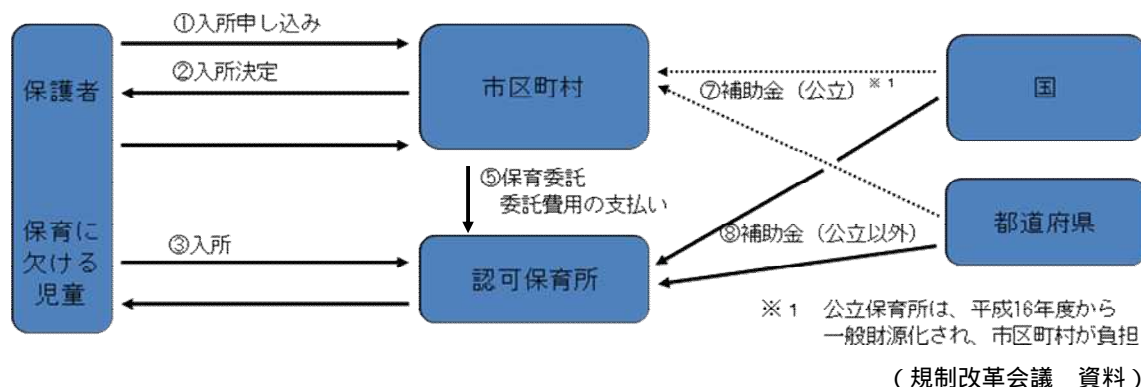 ①入所申し込み
保護者
②入所決定
市区町村
⑦補助金（公立）※1
国
⑤保育委託
委託費用の支払い
保育に
欠ける
児童
③入所
認可保育所
⑧補助金（公立以外）
都道府県
※1 公立保育所は、平成16年度から
一般財源化され、市区町村が負担
（規制改革会議 資料）